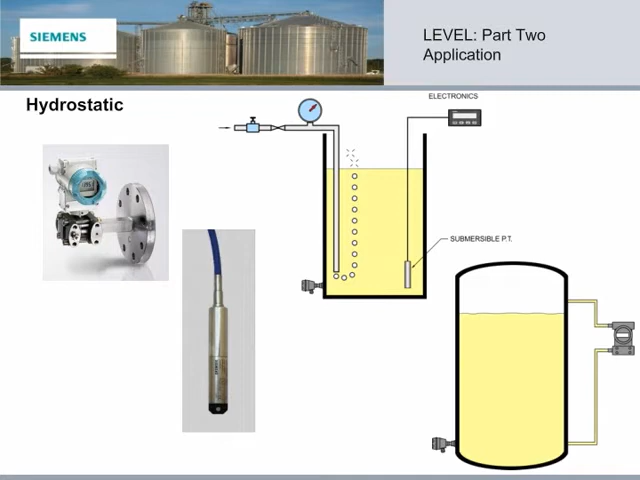 SIEMENS
LEVEL: Part Two
Application
Hydrostatic
ELECTRONICS
SUBMERSIBLE P.T.